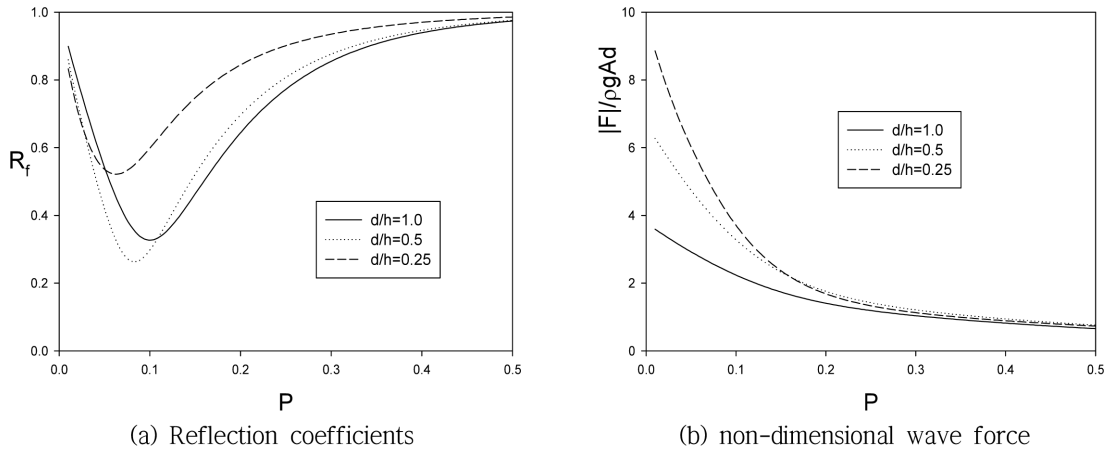 1.0
0.8
0.6
0.4
0.2
0.0
R_f
0.0 0.1 0.2 0.3 0.4 0.5
P
d/h=1.0
d/h=0.5
d/h=0.25
(a) Reflection coefficients
10
8
6
4
2
0
|F|/ρgAd
0.0 0.1 0.2 0.3 0.4 0.5
P
d/h=1.0
d/h=0.5
d/h=0.25
(b) non-dimensional wave force